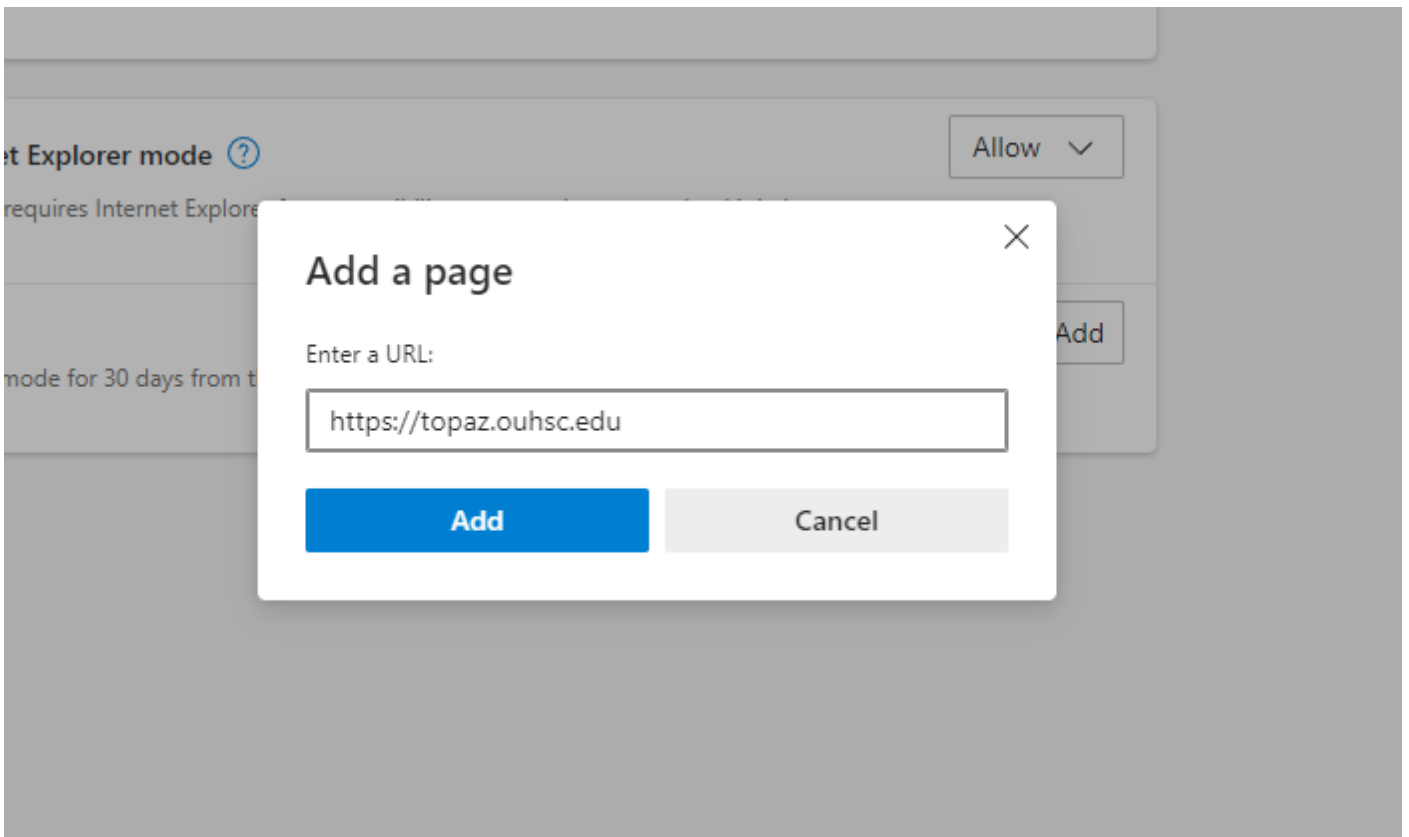 et Explorer mode
Allow
requires Internet Explore
Add a page
Enter a URL:
Add
mode for 30 days from t
https://topaz.ouhsc.edu
Add
Cancel